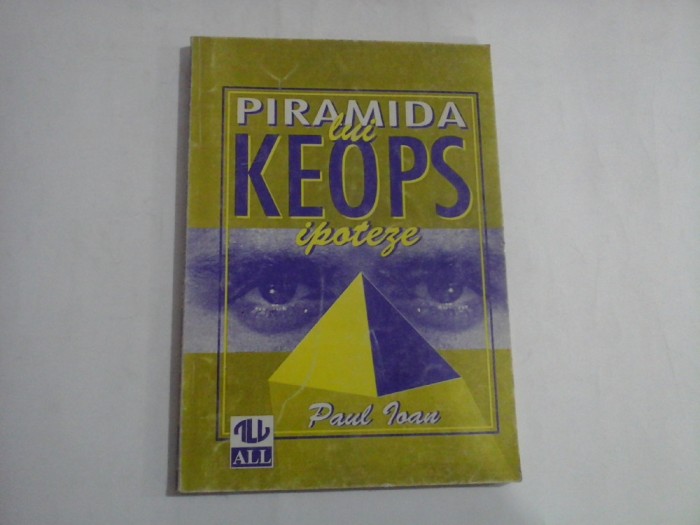 PIRAMIDA
lui
KEOPS
ipoteze
Paul Ioan
ALL
ALL